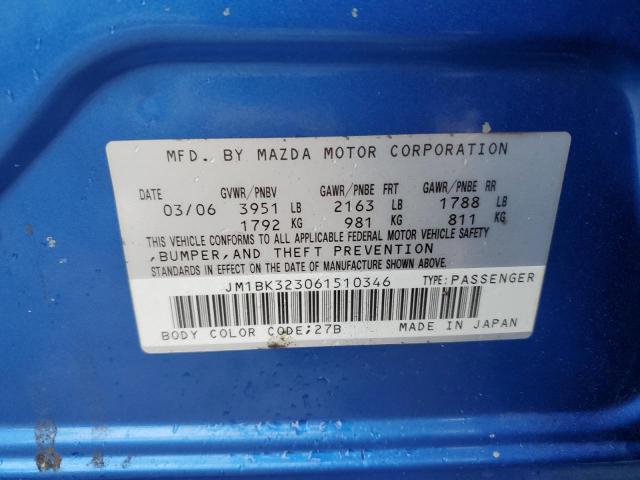 MFD. BY MAZDA MOTOR CORPORATION
DATE GVWR/PNBV GAWR/PNBE FRT GAWR/PNBE RR
03/06 3951 LB 2163 LB 1788 LB
1792 KG 981 KG 811 KG
THIS VEHICLE CONFORMS TO ALL APPLICABLE FEDERAL MOTOR VEHICLE SAFETY
,BUMPER,AND THEFT PREVENTION
STANDARDS IN EFFECT ON THE DATE OF MANUFACTURE SHOWN ABOVE.
JM1BK323061510346 TYPE:PASSENGER
BODY COLOR CODE;27B MADE IN JAPAN